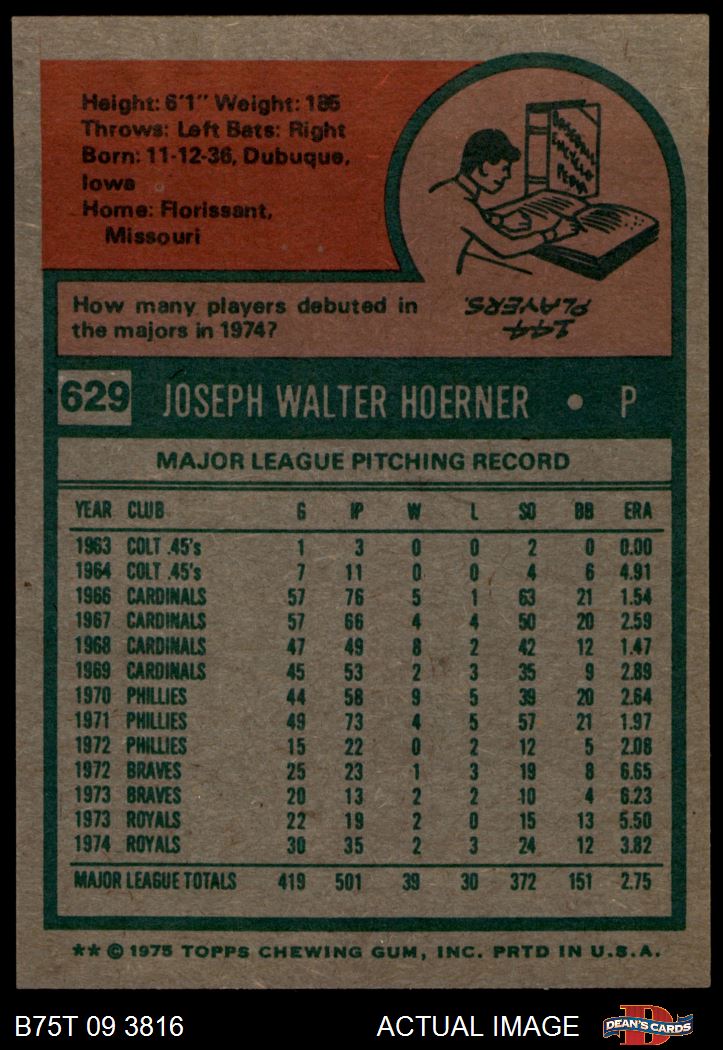 Height: 6'1" Weight: 185
Throws: Left Bats: Right
Born: 11-12-36, Dubuque,
Iowa
Home: Florissant,
Missouri
BASEBALL
ENCYCLO
PEDIA
How many players debuted in
the majors in 1974?
144
PLAYERS.
629 JOSEPH WALTER HOERNER • P
MAJOR LEAGUE PITCHING RECORD
YEAR CLUB G IP W L SO BB ERA
1963 COLT .45's 1 3 0 0 2 0 0.00
1964 COLT .45's 7 11 0 0 4 6 4.91
1966 CARDINALS 57 76 5 1 63 21 1.54
1967 CARDINALS 57 66 4 4 50 20 2.59
1968 CARDINALS 47 49 8 2 42 12 1.47
1969 CARDINALS 45 53 2 3 35 9 2.89
1970 PHILLIES 44 58 9 5 39 20 2.64
1971 PHILLIES 49 73 4 5 57 21 1.97
1972 PHILLIES 15 22 0 2 12 5 2.08
1972 BRAVES 25 23 1 3 19 8 6.65
1973 BRAVES 20 13 2 2 10 4 6.23
1973 ROYALS 22 19 2 0 15 13 5.50
1974 ROYALS 30 35 2 3 24 12 3.82
MAJOR LEAGUE TOTALS 419 501 39 30 372 151 2.75
** © 1975 TOPPS CHEWING GUM, INC. PRTD IN U.S.A.
B75T 09 3816 ACTUAL IMAGE D DEAN'S CARDS